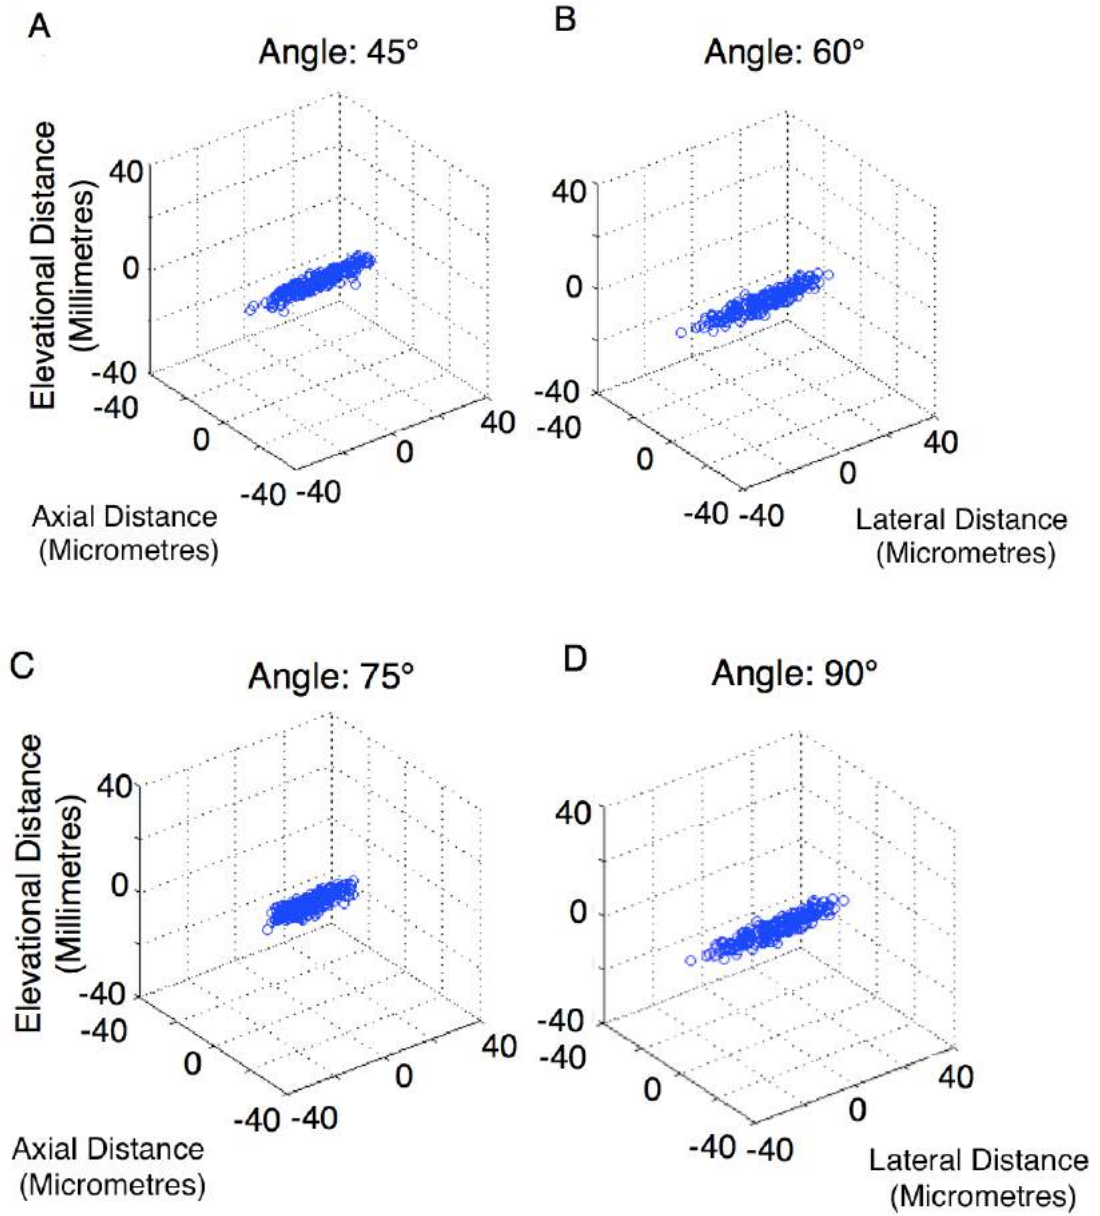 A
Angle: 45°
Elevational Distance
(Millimetres)
40
0
-40
-40
0
-40
-40
0
40
Axial Distance
(Micrometres)
B
Angle: 60°
40
0
-40
-40
0
-40
-40
0
40
Lateral Distance
(Micrometres)
C
Angle: 75°
Elevational Distance
(Millimetres)
40
0
-40
-40
0
-40
-40
0
40
Axial Distance
(Micrometres)
D
Angle: 90°
40
0
-40
-40
0
-40
-40
0
40
Lateral Distance
(Micrometres)